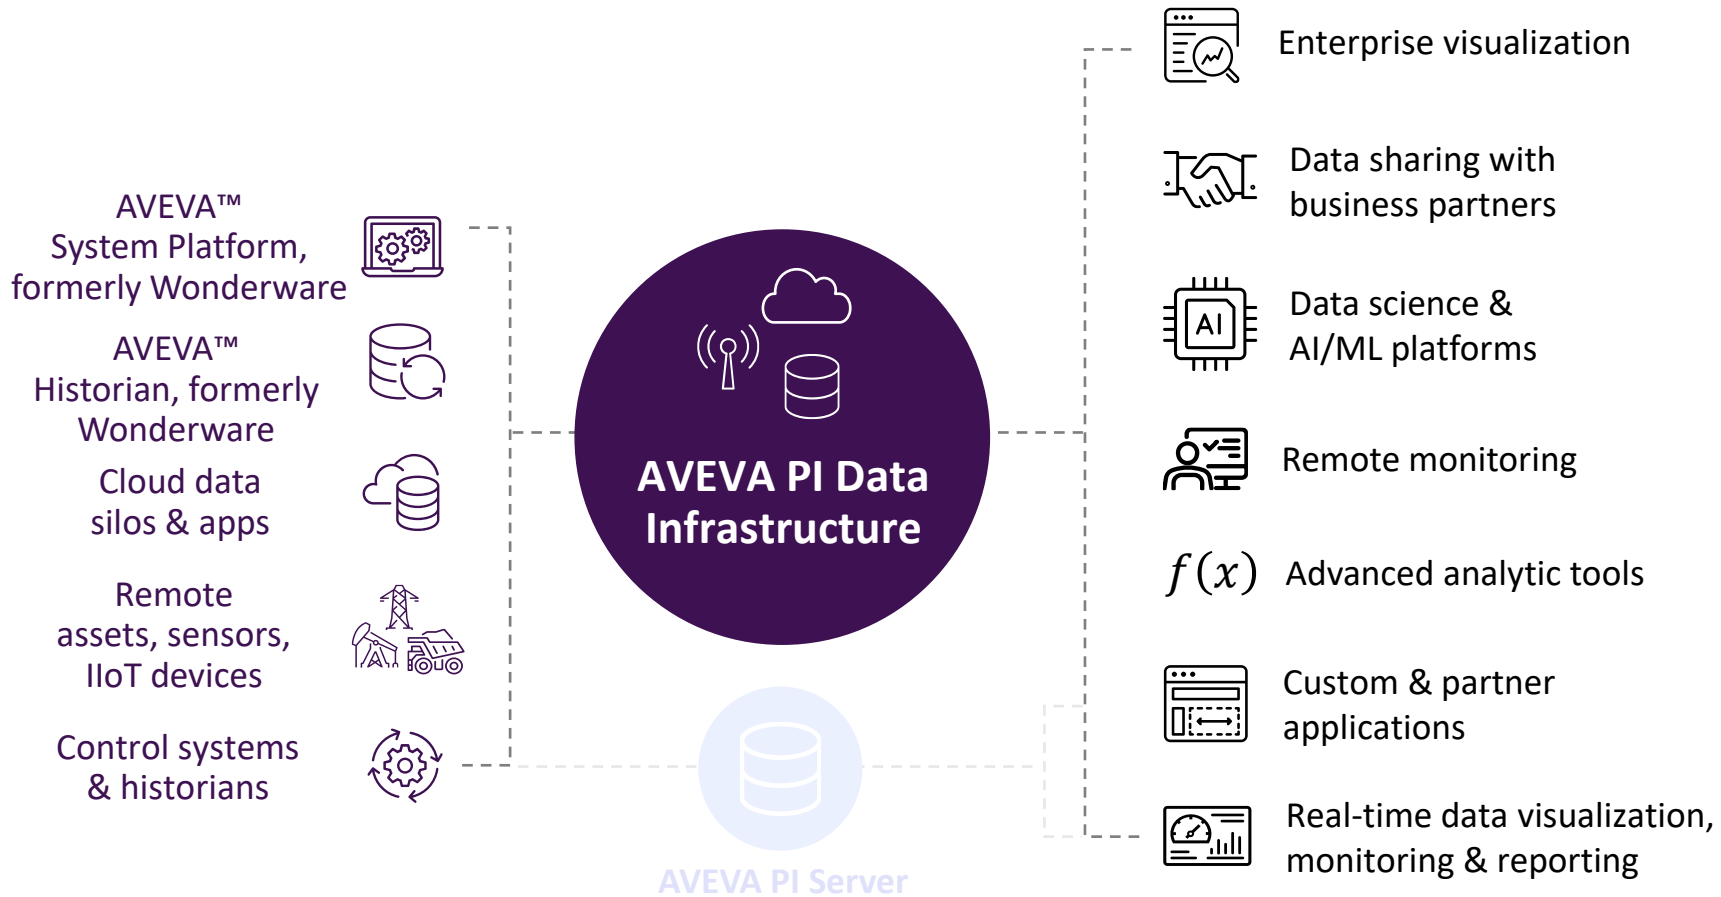 AVEVA™
System Platform,
formerly Wonderware
AVEVA™
Historian, formerly
Wonderware
Cloud data
silos & apps
Remote
assets, sensors,
IIoT devices
Control systems
& historians
AVEVA PI Data
Infrastructure
AVEVA PI Server
Enterprise visualization
Data sharing with
business partners
AI
Data science &
AI/ML platforms
Remote monitoring
f(x)
Advanced analytic tools
Custom & partner
applications
Real-time data visualization,
monitoring & reporting